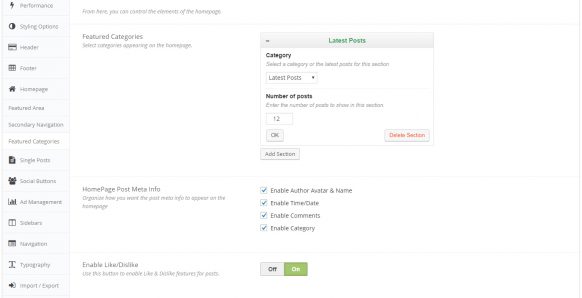 Performance
Styling Options
Header
Footer
Homepage
Featured Area
Secondary Navigation
Featured Categories
Single Posts
Social Buttons
Ad Management
Sidebars
Navigation
Typography
Import / Export
From here, you can control the elements of the homepage.
Featured Categories
Select categories appearing on the homepage.
– Latest Posts
Category
Select a category or the latest posts for this section
Latest Posts
Number of posts
Enter the number of posts to show in this section.
12
OK Delete Section
Add Section
HomePage Post Meta Info
Organize how you want the post meta info to appear on the
homepage
Enable Author Avatar & Name
Enable Time/Date
Enable Comments
Enable Category
Enable Like/Dislike
Use this button to enable Like & Dislike features for posts.
Off On